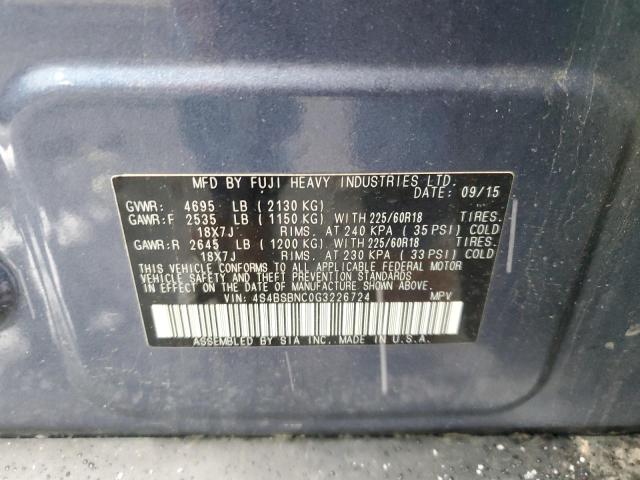 MFD BY FUJI HEAVY INDUSTRIES LTD.
DATE: 09/15
GVWR: 4695 LB (2130 KG)
GAWR:F 2535 LB (1150 KG) WITH 225/60R18 TIRES.
18X7J RIMS. AT 240 KPA (35 PSI) COLD
GAWR:R 2645 LB (1200 KG) WITH 225/60R18 TIRES.
18X7J RIMS. AT 230 KPA (33 PSI) COLD
THIS VEHICLE CONFORMS TO ALL APPLICABLE FEDERAL MOTOR
VEHICLE SAFETY AND THEFT PREVENTION STANDARDS
IN EFFECT ON THE DATE OF MANUFACTURE SHOWN ABOVE.
VIN: 4S4BSBNC0G3226724 MPV
ASSEMBLED BY SIA INC. MADE IN U.S.A.